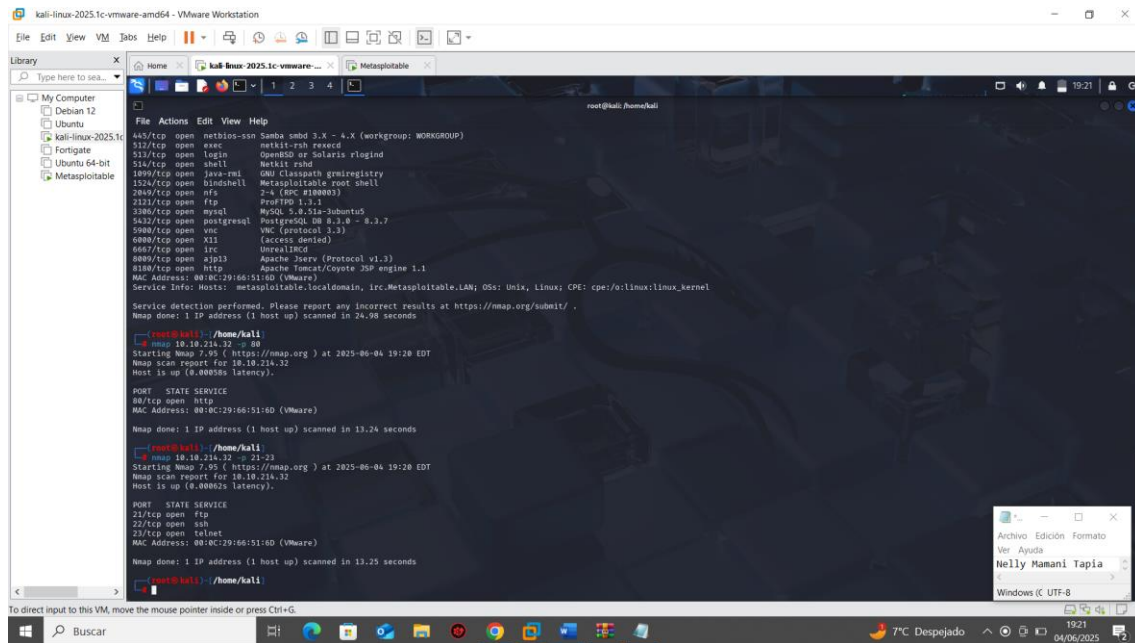 kali-linux-2025.1c-vmware-amd64 - VMware Workstation
File Edit View VM Tabs Help
Library X
Home
kali-linux-2025.1c-vmware-...
Metasploitable
Type here to sea...
1 2 3 4
19:21
My Computer
Debian 12
Ubuntu
kali-linux-2025.1c
Fortigate
Ubuntu 64-bit
Metasploitable
root@kali: /home/kali
File Actions Edit View Help
445/tcp open netbios-ssn Samba smbd 3.X - 4.X (workgroup: WORKGROUP)
512/tcp open exec netkit-rsh rexecd
513/tcp open login OpenBSD or Solaris rlogind
514/tcp open shell Netkit rshd
1099/tcp open java-rmi GNU Classpath grmiregistry
1524/tcp open bindshell Metasploitable root shell
2049/tcp open nfs 2-4 (RPC #100003)
2121/tcp open ftp ProFTPD 1.3.1
3306/tcp open mysql MySQL 5.0.51a-3ubuntu5
5432/tcp open postgresql PostgreSQL DB 8.3.0 - 8.3.7
5900/tcp open vnc VNC (protocol 3.3)
6000/tcp open X11 (access denied)
6667/tcp open irc UnrealIRCd
8009/tcp open ajp13 Apache Jserv (Protocol v1.3)
8180/tcp open http Apache Tomcat/Coyote JSP engine 1.1
MAC Address: 00:0C:29:66:51:6D (VMware)
Service Info: Hosts: metasploitable.localdomain, irc.Metasploitable.LAN; OSs: Unix, Linux; CPE: cpe:/o:linux:linux_kernel
Service detection performed. Please report any incorrect results at https://nmap.org/submit/ .
Nmap done: 1 IP address (1 host up) scanned in 24.98 seconds
(root㉿kali)-[/home/kali]
# nmap 10.10.214.32 -p 80
Starting Nmap 7.95 ( https://nmap.org ) at 2025-06-04 19:20 EDT
Nmap scan report for 10.10.214.32
Host is up (0.00058s latency).
PORT STATE SERVICE
80/tcp open http
MAC Address: 00:0C:29:66:51:6D (VMware)
Nmap done: 1 IP address (1 host up) scanned in 13.24 seconds
(root㉿kali)-[/home/kali]
# nmap 10.10.214.32 -p 21-23
Starting Nmap 7.95 ( https://nmap.org ) at 2025-06-04 19:20 EDT
Nmap scan report for 10.10.214.32
Host is up (0.00062s latency).
PORT STATE SERVICE
21/tcp open ftp
22/tcp open ssh
23/tcp open telnet
MAC Address: 00:0C:29:66:51:6D (VMware)
Nmap done: 1 IP address (1 host up) scanned in 13.25 seconds
(root㉿kali)-[/home/kali]
#
Archivo Edición Formato
Ver Ayuda
Nelly Mamani Tapia
Windows (C UTF-8
To direct input to this VM, move the mouse pointer inside or press Ctrl+G.
Buscar
7°C Despejado
19:21
04/06/2025